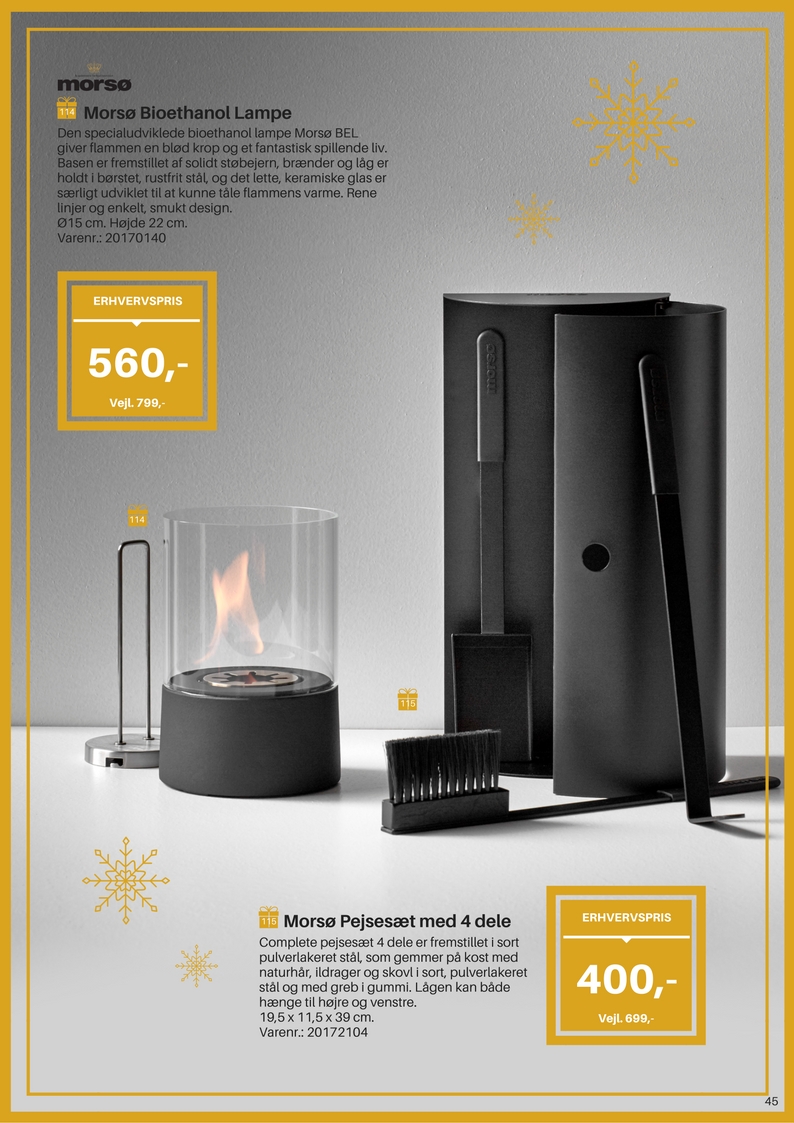 morsø
114 Morsø Bioethanol Lampe
Den specialudviklede bioethanol lampe Morsø BEL
giver flammen en blød krop og et fantastisk spillende liv.
Basen er fremstillet af solidt støbejern, brænder og låg er
holdt i børstet, rustfrit stål, og det lette, keramiske glas er
særligt udviklet til at kunne tåle flammens varme. Rene
linjer og enkelt, smukt design.
Ø15 cm. Højde 22 cm.
Varenr.: 20170140
ERHVERVSPRIS
560,-
Vejl. 799,-
morsø
114
115
115 Morsø Pejsesæt med 4 dele
Complete pejsesæt 4 dele er fremstillet i sort
pulverlakeret stål, som gemmer på kost med
naturhår, ildrager og skovl i sort, pulverlakeret
stål og med greb i gummi. Lågen kan både
hænge til højre og venstre.
19,5 x 11,5 x 39 cm.
Varenr.: 20172104
ERHVERVSPRIS
400,-
Vejl. 699,-
45